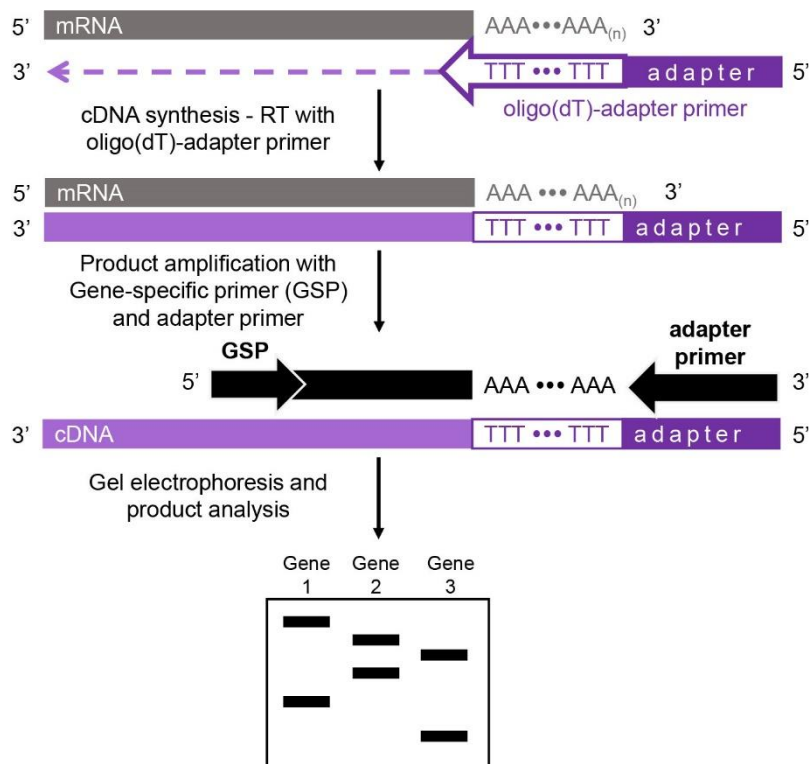 5’ mRNA AAA•••AAA(n) 3’
3’ TTT ••• TTT adapter 5’
cDNA synthesis - RT with
oligo(dT)-adapter primer
oligo(dT)-adapter primer
5’ mRNA AAA ••• AAA(n) 3’
3’ TTT ••• TTT adapter 5’
Product amplification with
Gene-specific primer (GSP)
and adapter primer
GSP
adapter
primer
5’ AAA ••• AAA 3’
3’ cDNA TTT ••• TTT adapter 5’
Gel electrophoresis and
product analysis
Gene Gene Gene
1 2 3